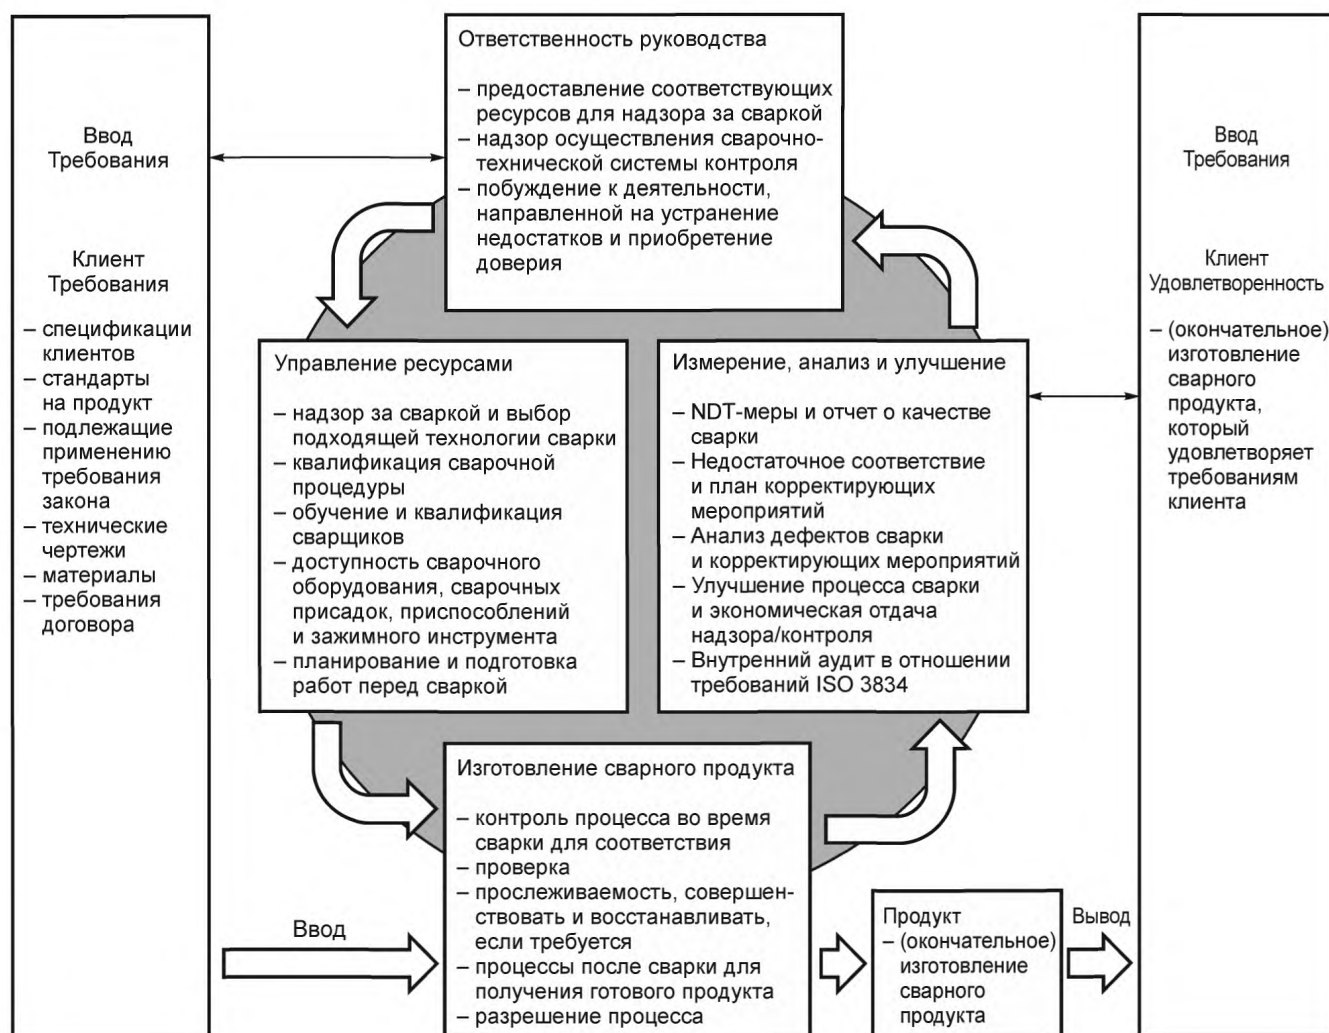 Ввод
Требования
Клиент
Требования
– спецификации
клиентов
– стандарты
на продукт
– подлежащие
применению
требования
закона
– технические
чертежи
– материалы
– требования
договора
Ответственность руководства
– предоставление соответствующих
ресурсов для надзора за сваркой
– надзор осуществления сварочно-
технической системы контроля
– побуждение к деятельности,
направленной на устранение
недостатков и приобретение
доверия
Управление ресурсами
– надзор за сваркой и выбор
подходящей технологии сварки
– квалификация сварочной
процедуры
– обучение и квалификация
сварщиков
– доступность сварочного
оборудования, сварочных
присадок, приспособлений
и зажимного инструмента
– планирование и подготовка
работ перед сваркой
Измерение, анализ и улучшение
– NDT-меры и отчет о качестве
сварки
– Недостаточное соответствие
и план корректирующих
мероприятий
– Анализ дефектов сварки
и корректирующих мероприятий
– Улучшение процесса сварки
и экономическая отдача
надзора/контроля
– Внутренний аудит в отношении
требований ISO 3834
Ввод
Изготовление сварного продукта
– контроль процесса во время
сварки для соответствия
– проверка
– прослеживаемость, совершен-
ствовать и восстанавливать,
если требуется
– процессы после сварки для
получения готового продукта
– разрешение процесса
Продукт
– (окончательное)
изготовление
сварного
продукта
Вывод
Ввод
Требования
Клиент
Удовлетворенность
– (окончательное)
изготовление
сварного
продукта,
который
удовлетворяет
требованиям
клиента